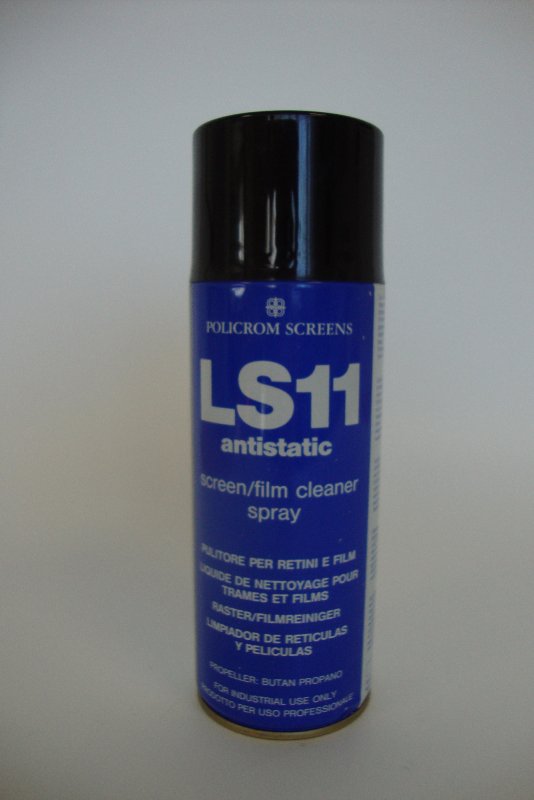 POLICROM SCREENS
LS11
antistatic
screen/film cleaner
spray
PULITORE PER RETINI E FILM
LIQUIDE DE NETTOYAGE POUR
TRAMES ET FILMS
RASTER/FILMREINIGER
LIMPIADOR DE RETICULAS
Y PELICULAS
PROPELLER: BUTAN PROPANO
FOR INDUSTRIAL USE ONLY
PRODOTTO PER USO PROFESSIONALE